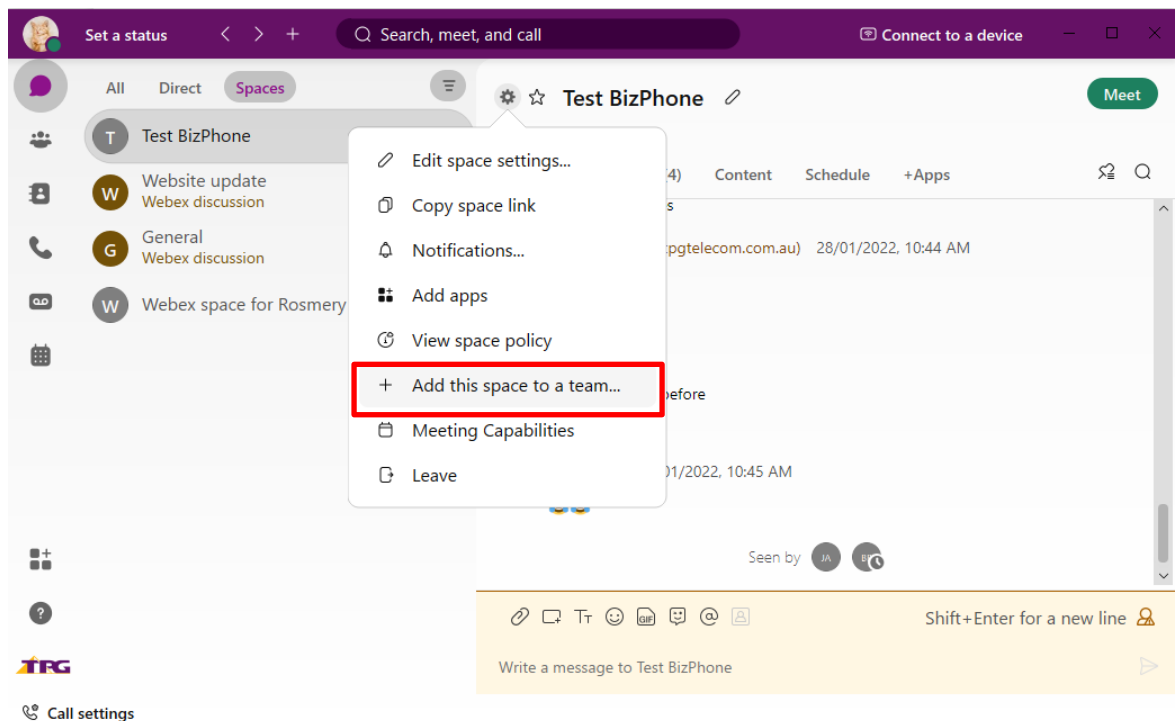 Set a status
Search, meet, and call
Connect to a device
All Direct Spaces
T Test BizPhone
W Website update
Webex discussion
G General
Webex discussion
W Webex space for Rosmery
Test BizPhone
Meet
4) Content Schedule +Apps
s
pgtelecom.com.au) 28/01/2022, 10:44 AM
Edit space settings...
Copy space link
Notifications...
Add apps
View space policy
Add this space to a team...
Meeting Capabilities
Leave
before
01/2022, 10:45 AM
Seen by JA
GIF
Shift+Enter for a new line
Write a message to Test BizPhone
TPG
Call settings